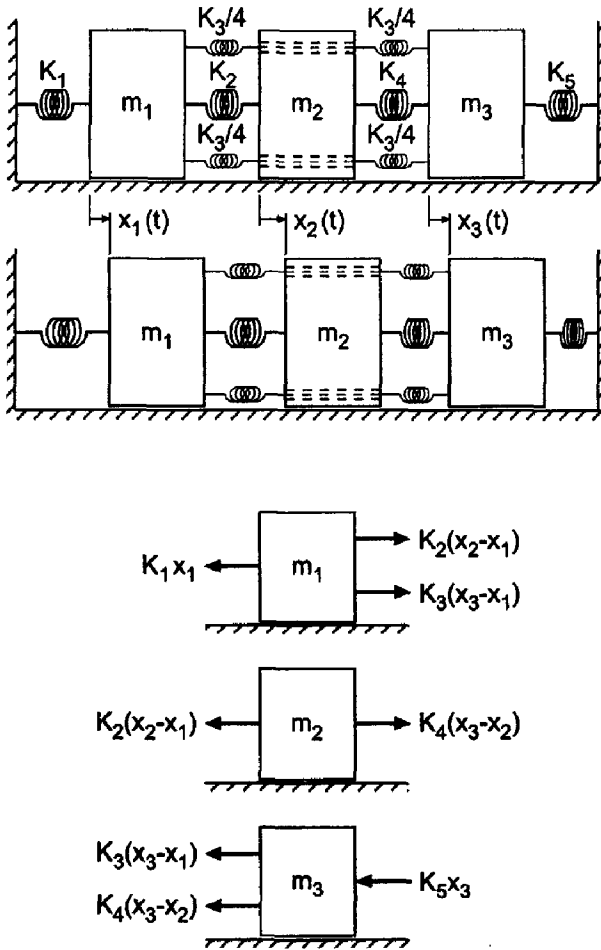 K3/4 K3/4
K1 K2 K4 K5
m1 m2 m3
K3/4 K3/4
x1(t) x2(t) x3(t)
m1 m2 m3
K2(x2-x1)
K1x1 m1
K3(x3-x1)
K2(x2-x1) m2 K4(x3-x2)
K3(x3-x1)
m3 K5x3
K4(x3-x2)